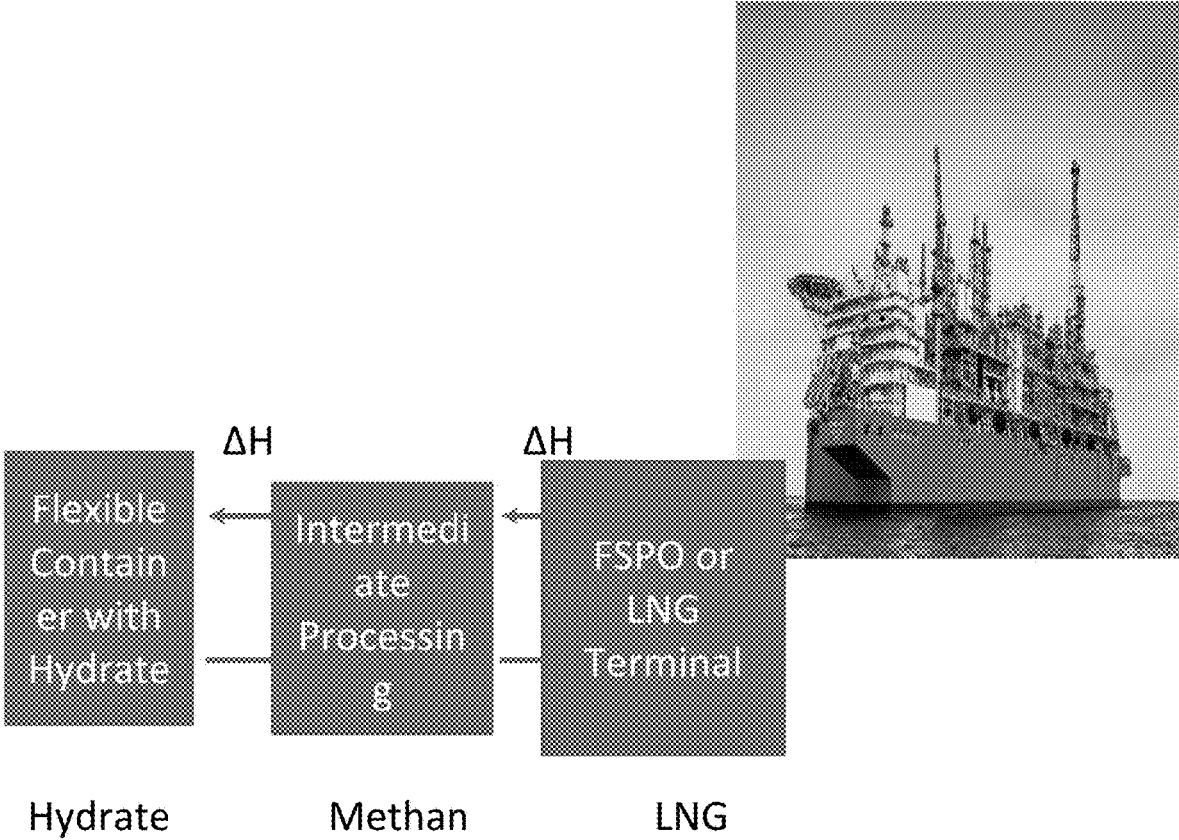 ΔH
ΔH
Flexible
Contain
er with
Hydrate
Intermedi
ate
Processin
g
FSPO or
LNG
Terminal
Hydrate
Methan
LNG